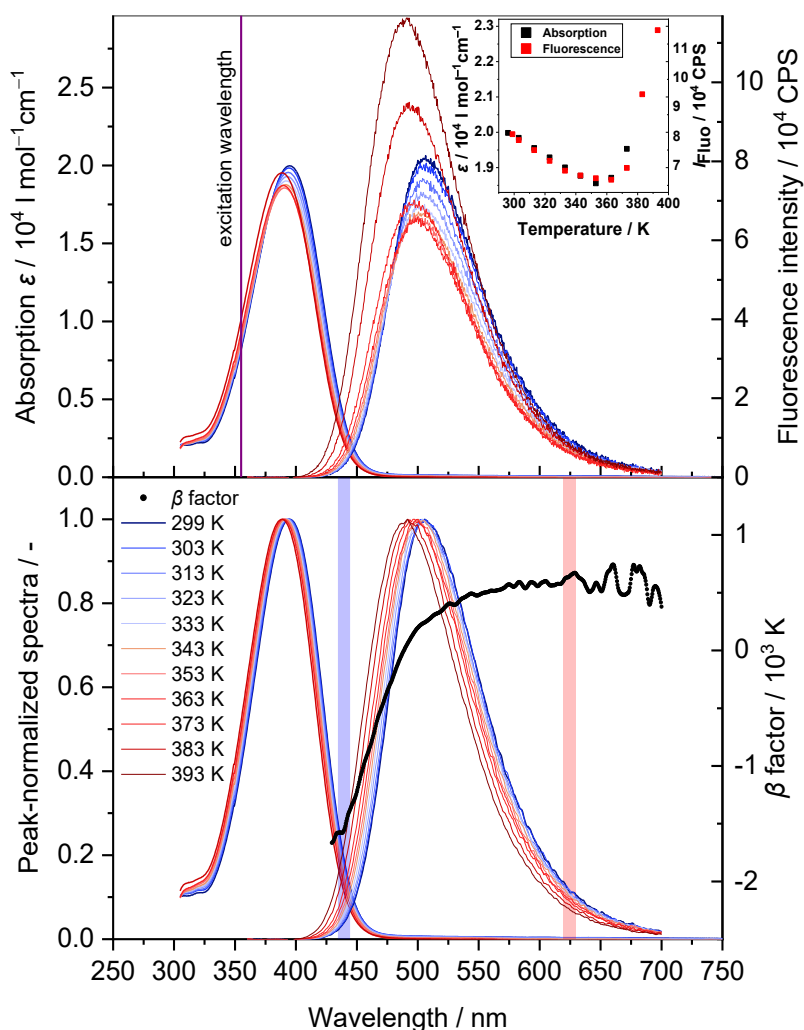 Absorption ε / 10⁴ l mol⁻¹cm⁻¹
2.5
2.0
1.5
1.0
0.5
0.0
excitation wavelength
ε / 10⁴ l mol⁻¹cm⁻¹
2.3
2.2
2.1
2.0
1.9
Absorption
Fluorescence
11
10
9
8
7
I_Fluo / 10⁴ CPS
300 320 340 360 380 400
Temperature / K
10
8
6
4
2
0
Fluorescence intensity / 10⁴ CPS
Peak-normalized spectra / -
1.0
0.8
0.6
0.4
0.2
0.0
β factor
299 K
303 K
313 K
323 K
333 K
343 K
353 K
363 K
373 K
383 K
393 K
1
0
-1
-2
β factor / 10³ K
250 300 350 400 450 500 550 600 650 700 750
Wavelength / nm